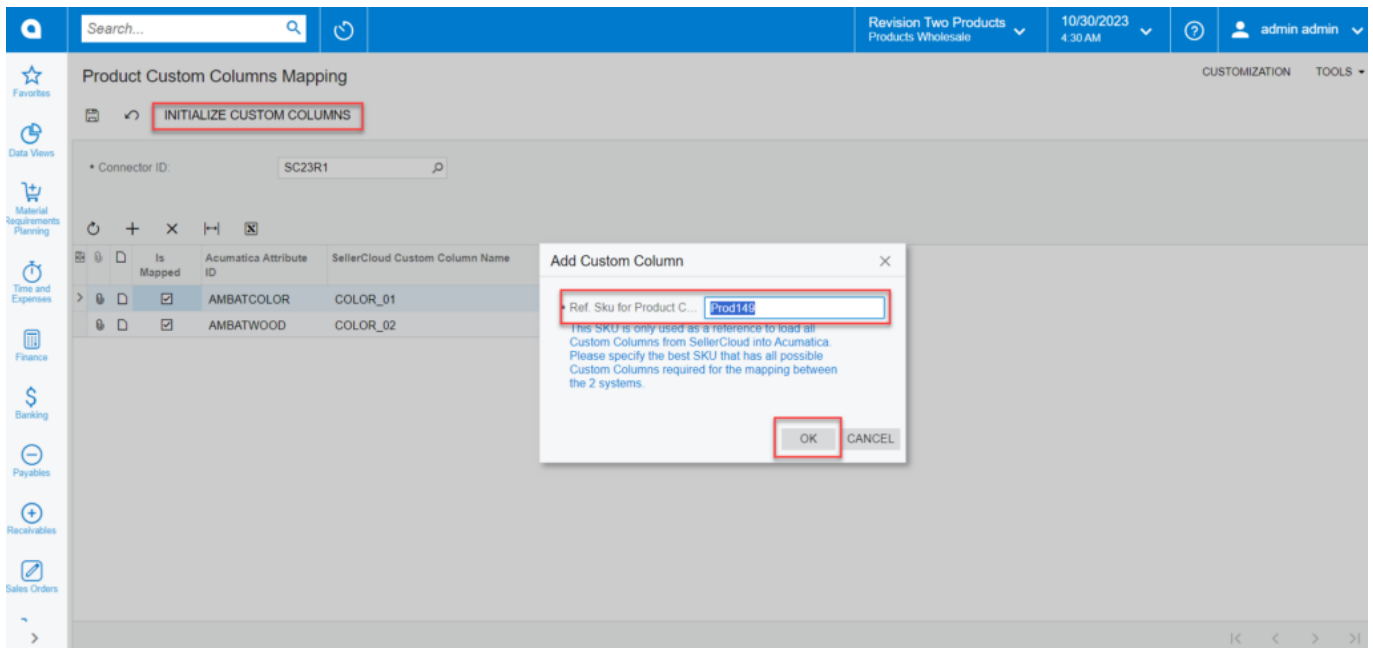 Search...
Revision Two Products
Products Wholesale
10/30/2023
4:30 AM
admin admin
Favorites
Data Views
Material
Requirements
Planning
Time and
Expenses
Finance
Banking
Payables
Receivables
Sales Orders
Product Custom Columns Mapping
CUSTOMIZATION TOOLS
INITIALIZE CUSTOM COLUMNS
Connector ID: SC23R1
Is
Mapped
Acumatica Attribute
ID
SellerCloud Custom Column Name
AMBATCOLOR COLOR_01
AMBATWOOD COLOR_02
Add Custom Column
Ref. Sku for Product C... Prod149
This SKU is only used as a reference to load all
Custom Columns from SellerCloud into Acumatica.
Please specify the best SKU that has all possible
Custom Columns required for the mapping between
the 2 systems.
OK CANCEL